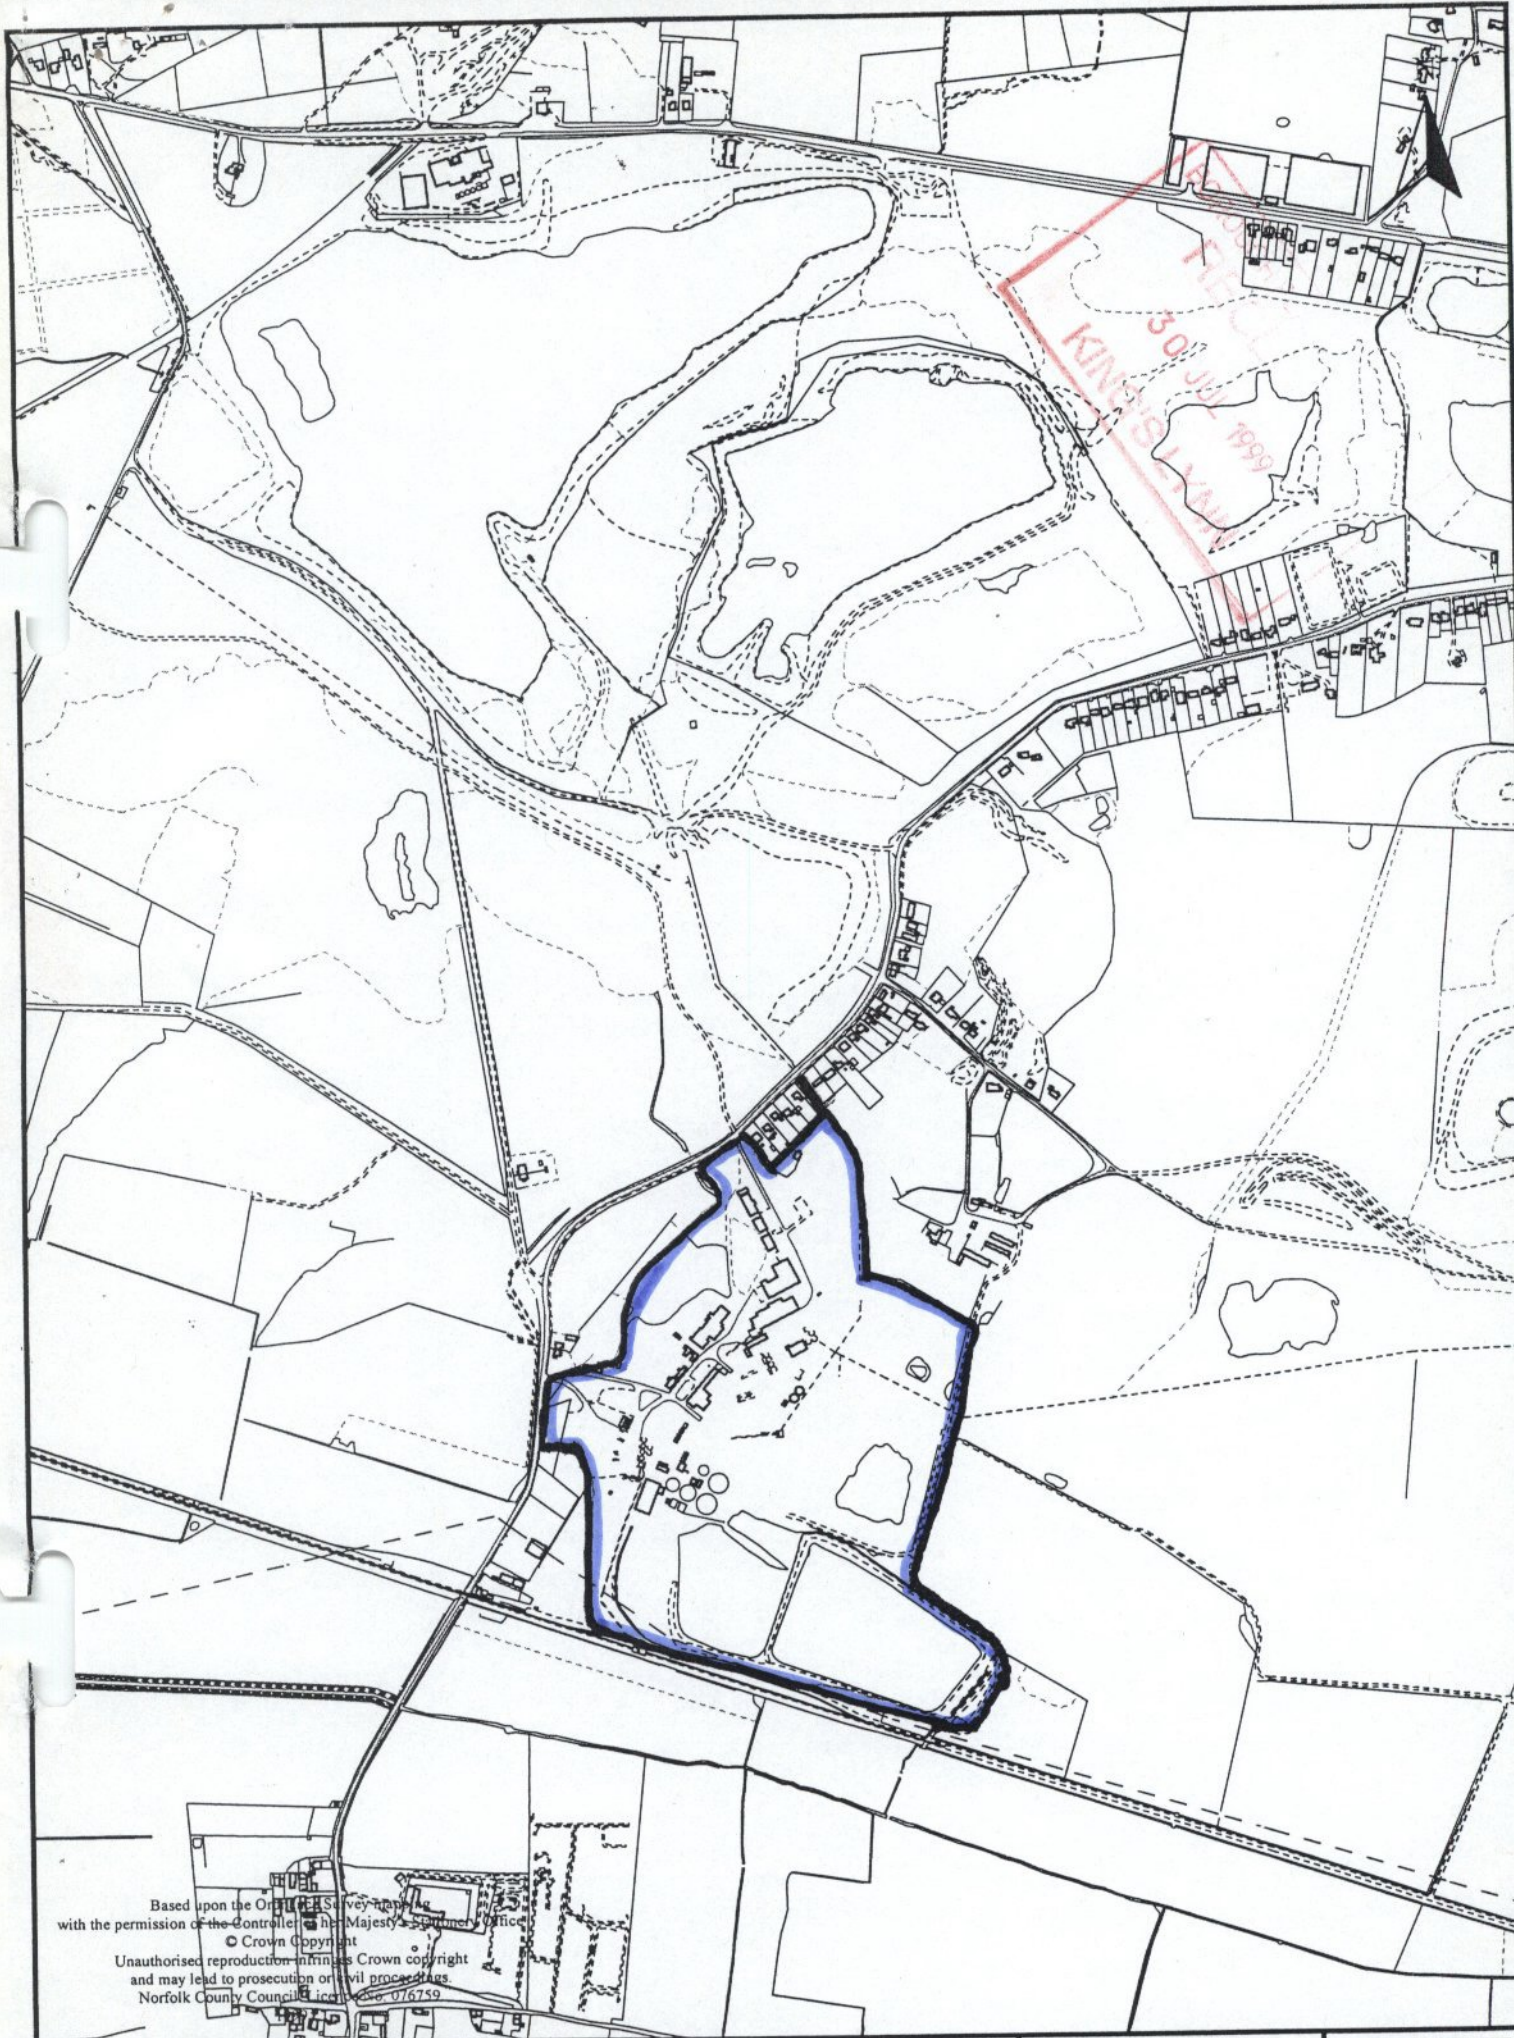 30 JUL 1999
KING'S LYNN
Based upon the Ordnance Survey mapping
with the permission of the Controller of her Majesty's Stationery Office
© Crown Copyright
Unauthorised reproduction infringes Crown copyright
and may lead to prosecution or civil proceedings.
Norfolk County Council Licence No. 076759